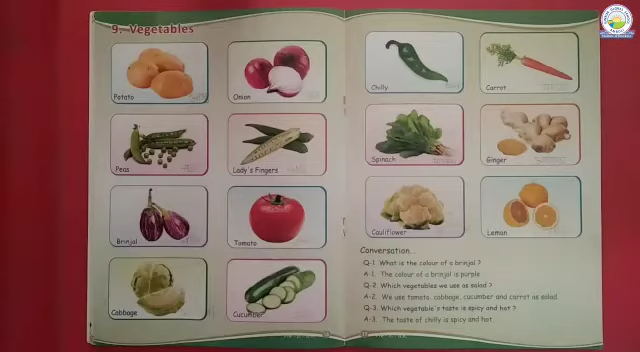 9. Vegetables
Potato
Onion
Peas
Lady's Fingers
Brinjal
Tomato
Cabbage
Cucumber
Chilly
Carrot
Spinach
Ginger
Cauliflower
Lemon
Conversation...
Q-1. What is the colour of a brinjal ?
A-1. The colour of a brinjal is purple
Q-2. Which vegetables we use as salad ?
A-2. We use tomato, cabbage, cucumber and carrot as salad.
Q-3. Which vegetable's taste is spicy and hot ?
A-3. The taste of chilly is spicy and hot.